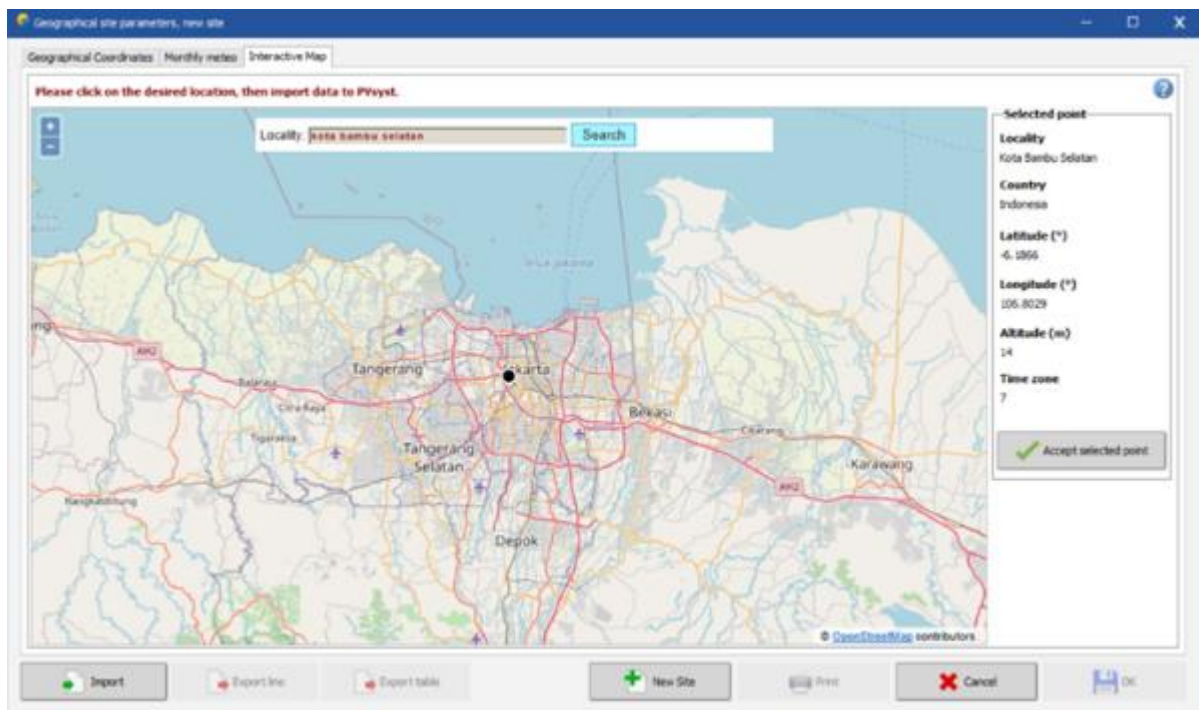 Geographical site parameters, new site
Geographical Coordinates Monthly meteo Interactive Map
Please click on the desired location, then import data to PVsyst.
Locality: kota bambu selatan Search
Selected point
Locality
Kota Bambu Selatan
Country
Indonesia
Latitude (°)
-6.1866
Longitude (°)
106.8029
Altitude (m)
14
Time zone
7
Accept selected point
AH2
Tangerang
Balaraja
Citra Raya
Tigaraksa
Bekasi
Cikarang
Tangerang
Selatan
Karawang
AH2
Rangkasbitung
Depok
© OpenStreetMap contributors
Import Export line Export table New Site Print Cancel OK